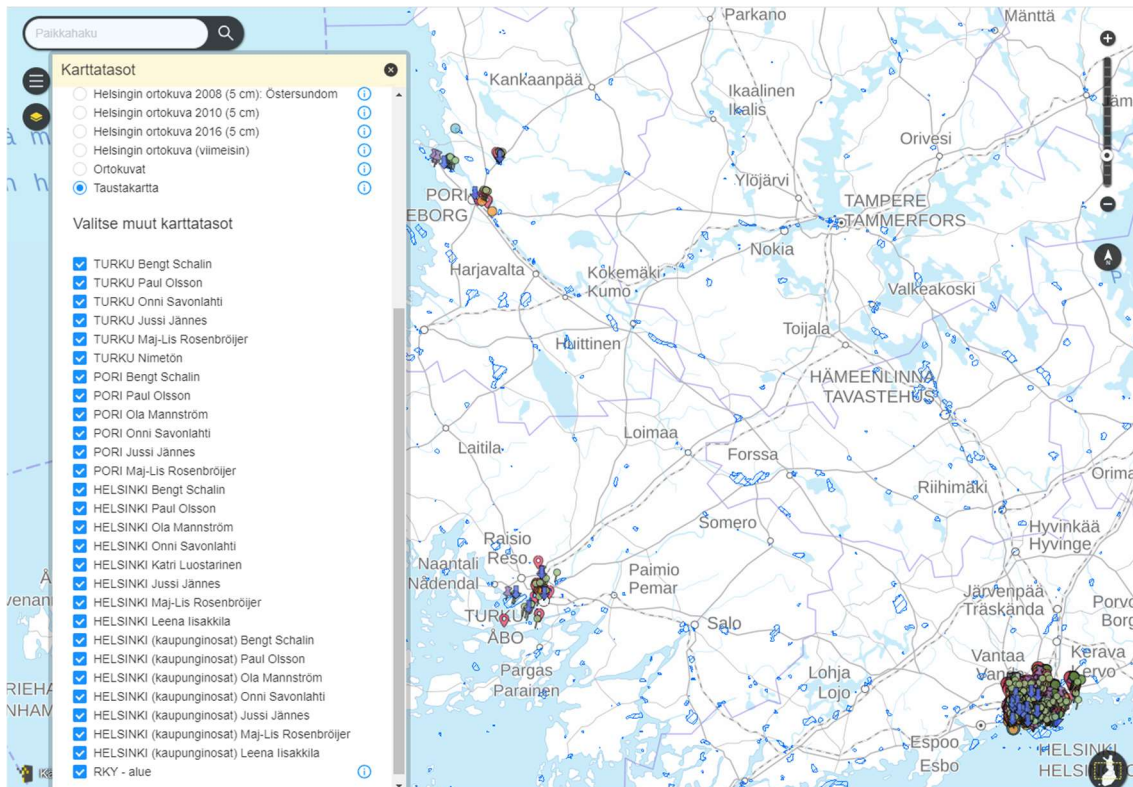 Paikkahaku
Karttatasot
Helsingin ortokuva 2008 (5 cm): Östersundom
Helsingin ortokuva 2010 (5 cm)
Helsingin ortokuva 2016 (5 cm)
Helsingin ortokuva (viimeisin)
Ortokuvat
Taustakartta
Valitse muut karttatasot
TURKU Bengt Schalin
TURKU Paul Olsson
TURKU Onni Savonlahti
TURKU Jussi Jännes
TURKU Maj-Lis Rosenbröijer
TURKU Nimetön
PORI Bengt Schalin
PORI Paul Olsson
PORI Ola Mannström
PORI Onni Savonlahti
PORI Jussi Jännes
PORI Maj-Lis Rosenbröijer
HELSINKI Bengt Schalin
HELSINKI Paul Olsson
HELSINKI Ola Mannström
HELSINKI Onni Savonlahti
HELSINKI Katri Luostarinen
HELSINKI Jussi Jännes
HELSINKI Maj-Lis Rosenbröijer
HELSINKI Leena Iisakkila
HELSINKI (kaupunginosat) Bengt Schalin
HELSINKI (kaupunginosat) Paul Olsson
HELSINKI (kaupunginosat) Ola Mannström
HELSINKI (kaupunginosat) Onni Savonlahti
HELSINKI (kaupunginosat) Jussi Jännes
HELSINKI (kaupunginosat) Maj-Lis Rosenbröijer
HELSINKI (kaupunginosat) Leena Iisakkila
RKY - alue
Parkano
Mänttä
Kankaanpää
Ikaalinen
Ikalis
Orivesi
Ylöjärvi
PORI
EBORG
TAMPERE
TAMMERFORS
Nokia
Harjavalta
Kokemäki
Kumo
Valkeakoski
Huittinen
Toijala
HÄMEENLINNA
TAVASTEHUS
Laitila
Loimaa
Forssa
Riihimäki
Orima
Somero
Hyvinkää
Hyvinge
Raisio
Reso
Naantali
Nådendal
Paimio
Pemar
Järvenpää
Träskända
Porvo
Borg
TURKU
ÅBO
Salo
Pargas
Parainen
Lohja
Lojo
Vantaa
Kerava
Kervo
Espoo
Esbo
HELSINKI